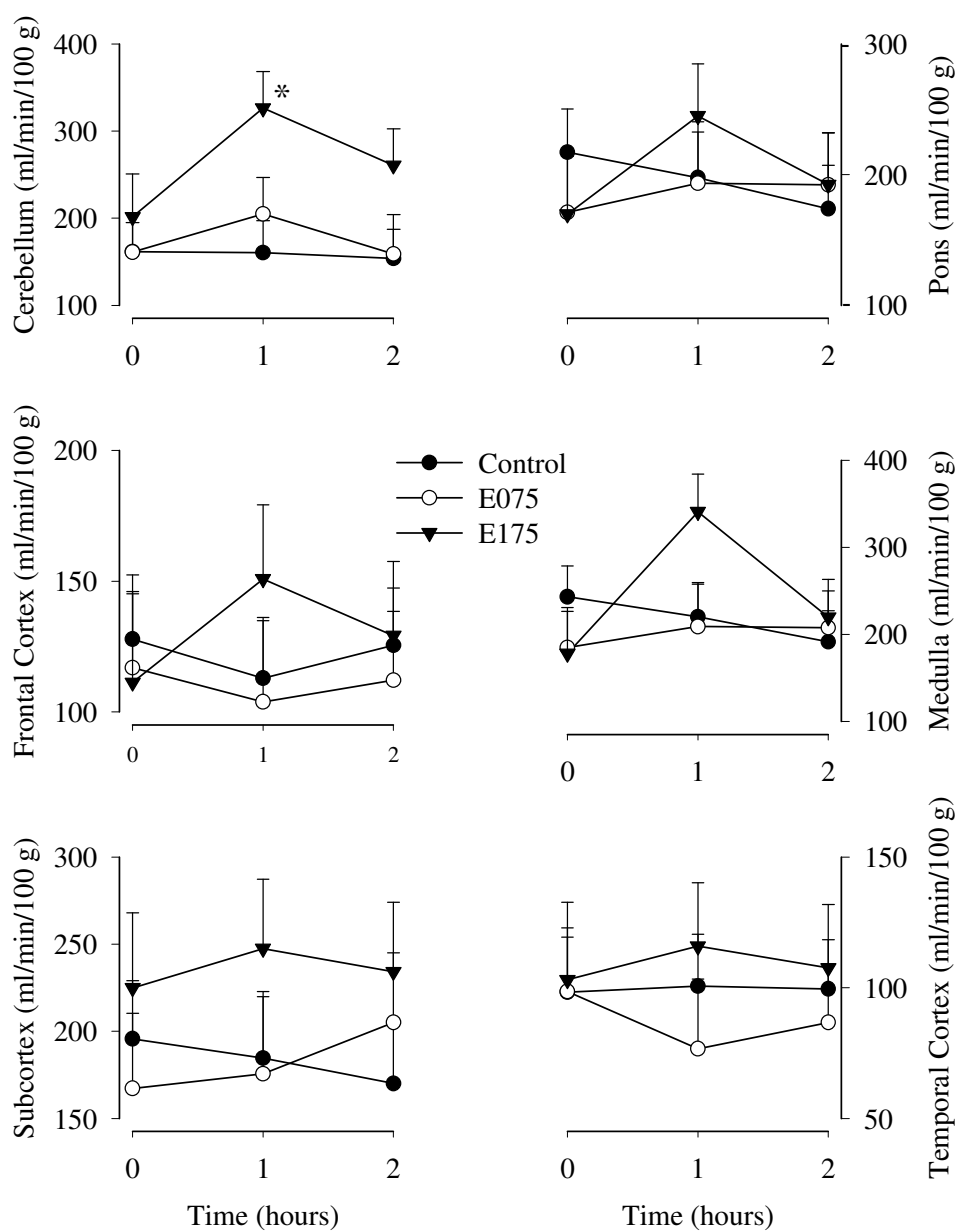 Cerebellum (ml/min/100 g)
400
300
200
100
*
0 1 2
Pons (ml/min/100 g)
300
200
100
0 1 2
Frontal Cortex (ml/min/100 g)
200
150
100
0 1 2
Control
E075
E175
Medulla (ml/min/100 g)
400
300
200
100
0 1 2
Subcortex (ml/min/100 g)
300
250
200
150
0 1 2
Time (hours)
Temporal Cortex (ml/min/100 g)
150
100
50
0 1 2
Time (hours)